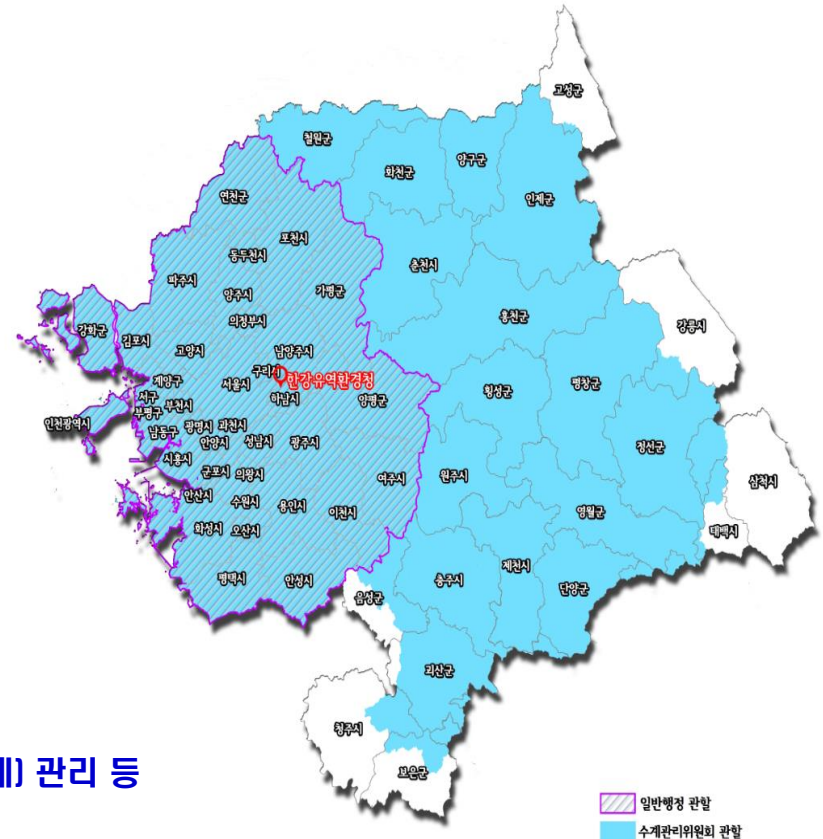 고성군
철원군
화천군
양구군
인제군
연천군
포천시
동두천시
춘천시
파주시
양주시
가평군
홍천군
강릉시
강화군
김포시
의정부시
고양시
남양주시
구리시
한강유역환경청
계양구
서울시
하남시
양평군
횡성군
평창군
서구
부천시
부평구
인천광역시
남동구
광명시
과천시
정선군
안양시
성남시
광주시
시흥시
군포시
의왕시
여주시
원주시
삼척시
안산시
수원시
용인시
이천시
영월군
태백시
화성시
오산시
제천시
평택시
안성시
충주시
단양군
음성군
괴산군
청주시
보은군
관리 등
일반행정 관할
수계관리위원회 관할